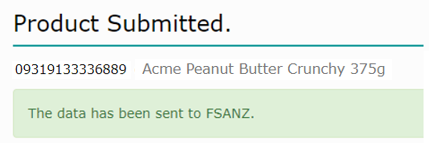 Product Submitted.
09319133336889 Acme Peanut Butter Crunchy 375g
The data has been sent to FSANZ.